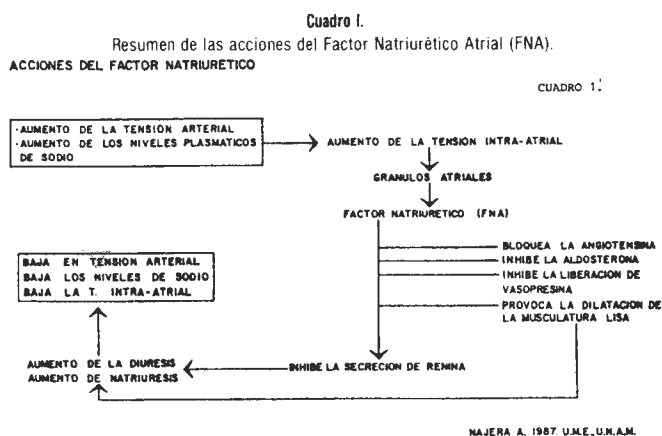 Cuadro I.
Resumen de las acciones del Factor Natriurético Atrial (FNA).
ACCIONES DEL FACTOR NATRIURETICO
CUADRO 1.
·AUMENTO DE LA TENSION ARTERIAL
·AUMENTO DE LOS NIVELES PLASMATICOS
DE SODIO
AUMENTO DE LA TENSION INTRA-ATRIAL
GRANULOS ATRIALES
FACTOR NATRIURETICO (FNA)
BLOQUEA LA ANGIOTENSINA
INHIBE LA ALDOSTERONA
INHIBE LA LIBERACION DE
VASOPRESINA
PROVOCA LA DILATACION DE
LA MUSCULATURA LISA
BAJA EN TENSION ARTERIAL
BAJA LOS NIVELES DE SODIO
BAJA LA T. INTRA-ATRIAL
AUMENTO DE LA DIURESIS
AUMENTO DE NATRIURESIS
INHIBE LA SECRECION DE RENINA
NAJERA A. 1987. U.M.E., U.N.A.M.